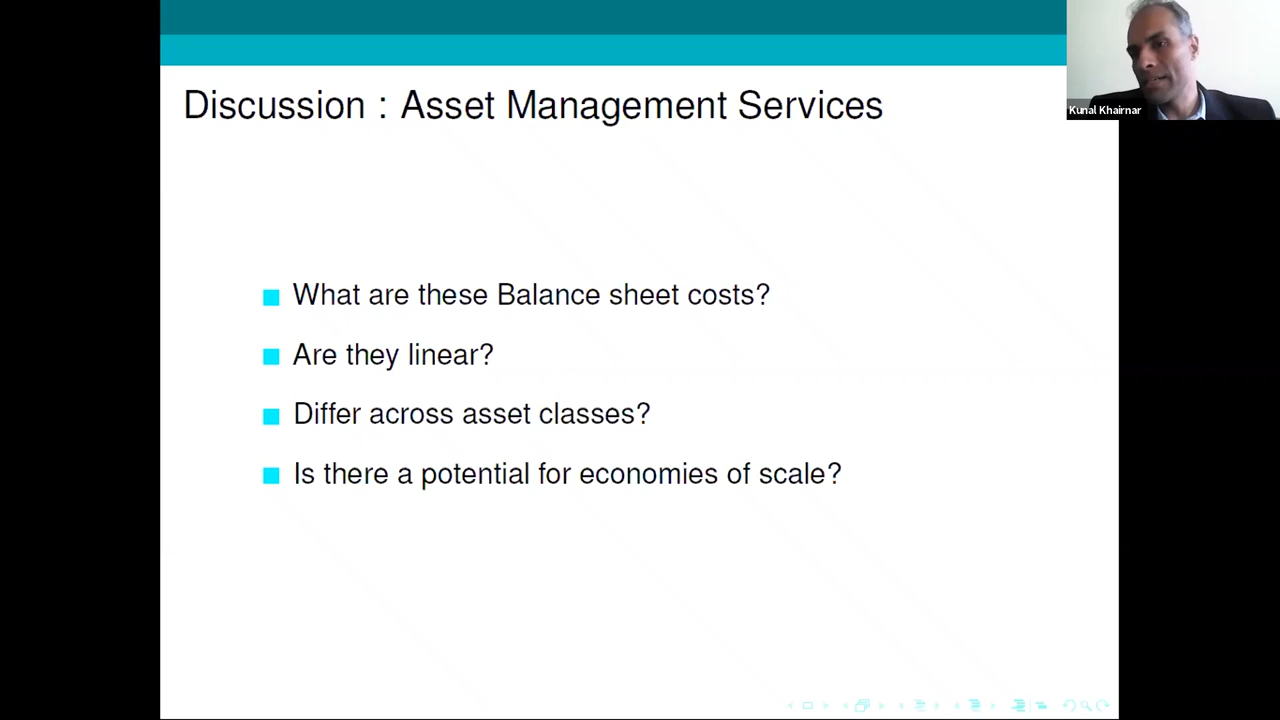 Discussion : Asset Management Services
Kunal Khairnar
What are these Balance sheet costs?
Are they linear?
Differ across asset classes?
Is there a potential for economies of scale?